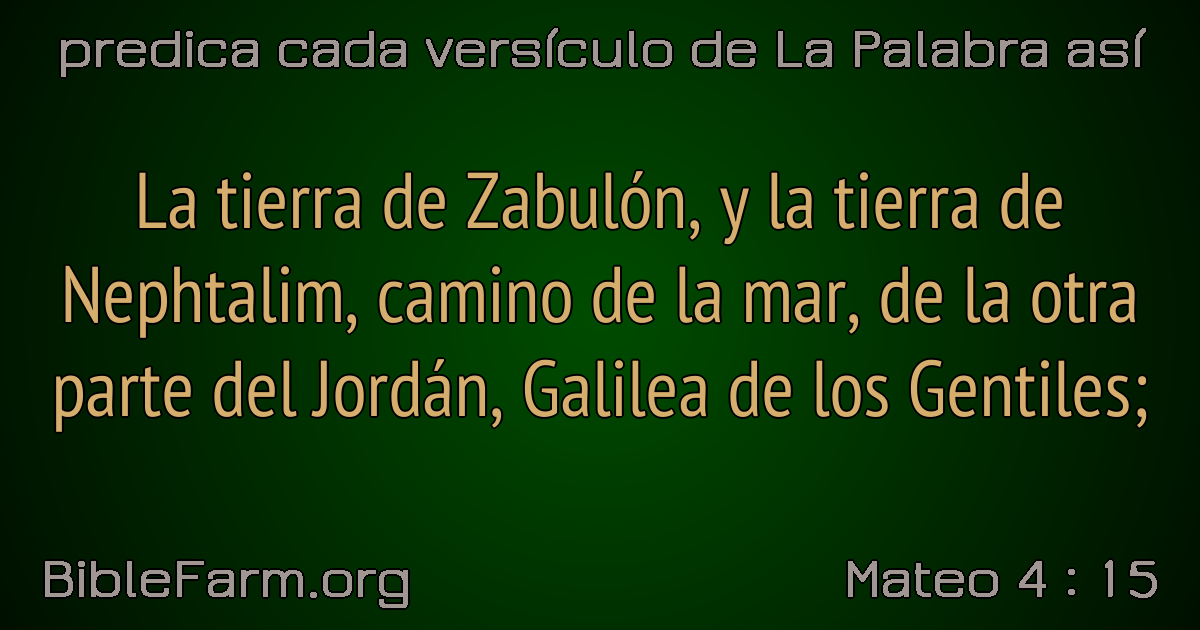 predica cada versículo de La Palabra así
La tierra de Zabulón, y la tierra de
Nephtalim, camino de la mar, de la otra
parte del Jordán, Galilea de los Gentiles;
BibleFarm.org
Mateo 4 : 15